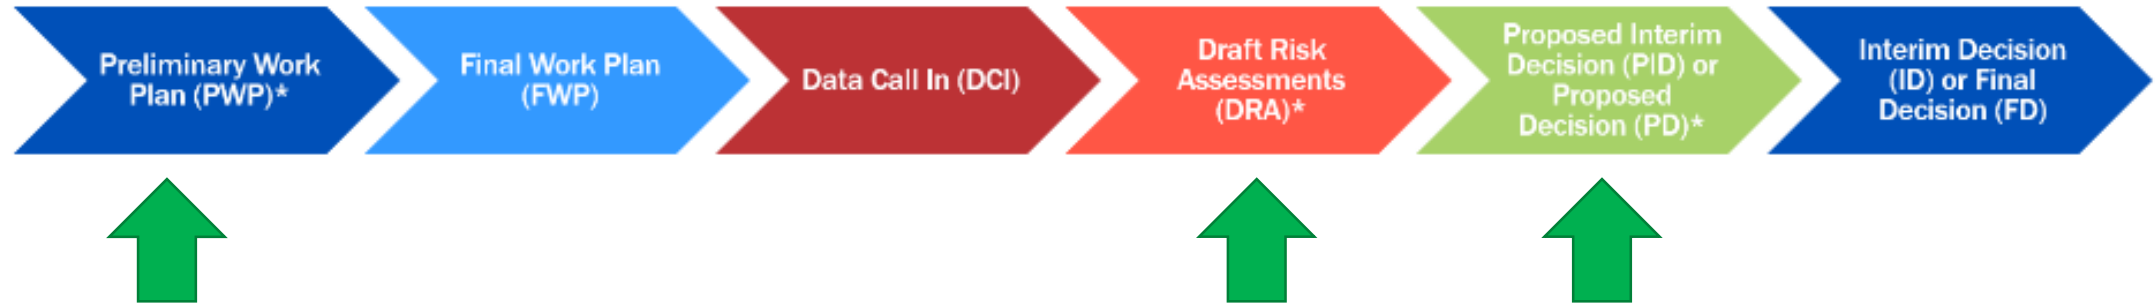 Preliminary Work
Plan (PWP)*
Final Work Plan
(FWP)
Data Call In (DCI)
Draft Risk
Assessments
(DRA)*
Proposed Interim
Decision (PID) or
Proposed
Decision (PD)*
Interim Decision
(ID) or Final
Decision (FD)